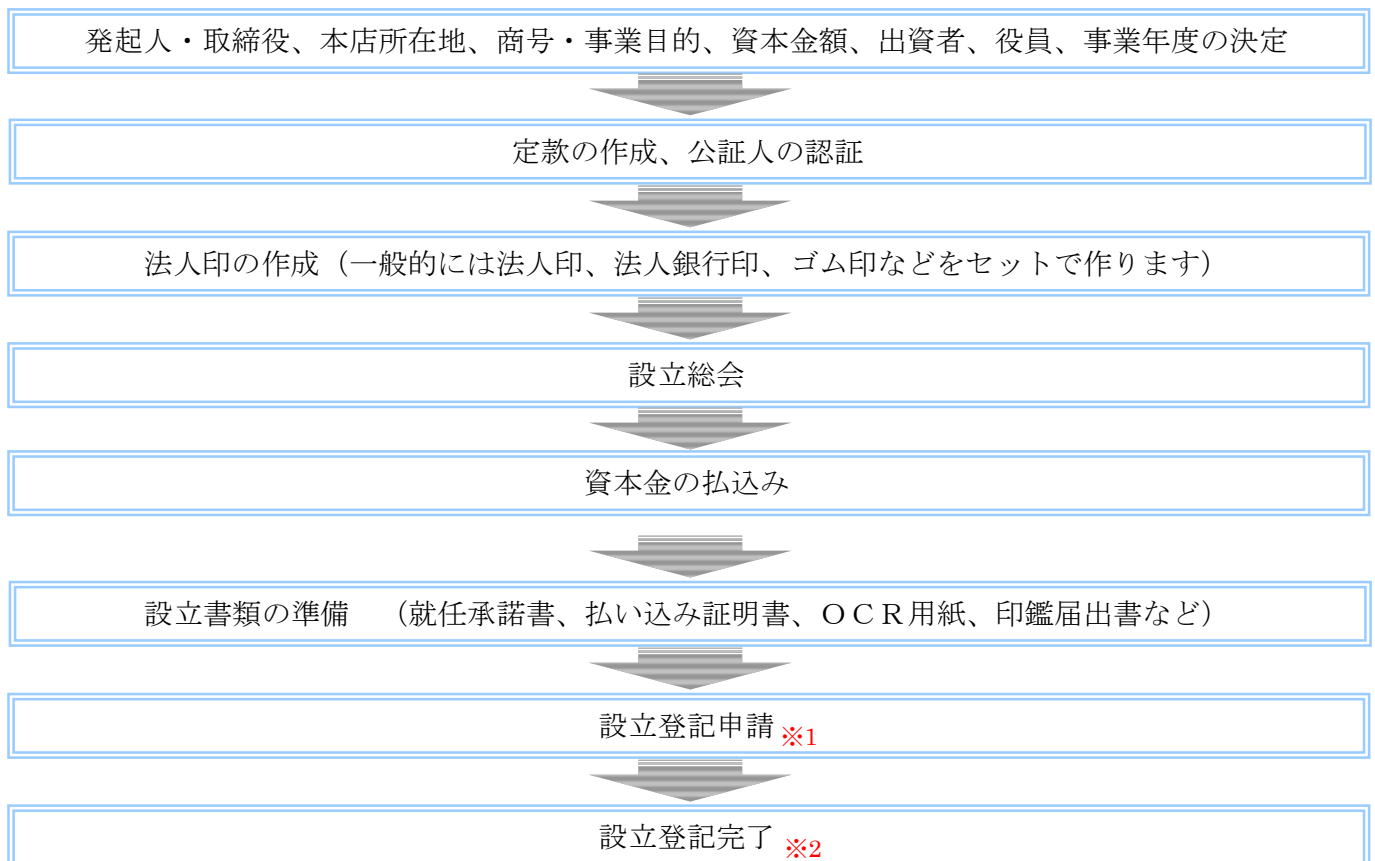 発起人・取締役、本店所在地、商号・事業目的、資本金額、出資者、役員、事業年度の決定
定款の作成、公証人の認証
法人印の作成（一般的には法人印、法人銀行印、ゴム印などをセットで作ります）
設立総会
資本金の払込み
設立書類の準備　（就任承諾書、払い込み証明書、ＯＣＲ用紙、印鑑届出書など）
設立登記申請 ※1
設立登記完了 ※2